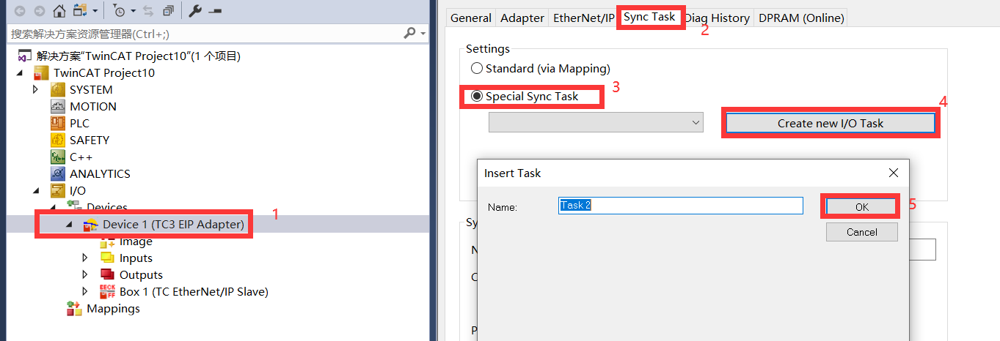 搜索解决方案资源管理器(Ctrl+;)
解决方案"TwinCAT Project10"(1 个项目)
TwinCAT Project10
SYSTEM
MOTION
PLC
SAFETY
C++
ANALYTICS
I/O
Devices
Device 1 (TC3 EIP Adapter)
1
Image
Inputs
Outputs
Box 1 (TC EtherNet/IP Slave)
Mappings
General Adapter EtherNet/IP Sync Task Diag History DPRAM (Online)
2
Settings
Standard (via Mapping)
Special Sync Task
3
4
Create new I/O Task
Insert Task
Name:
Task 2
OK
5
Cancel